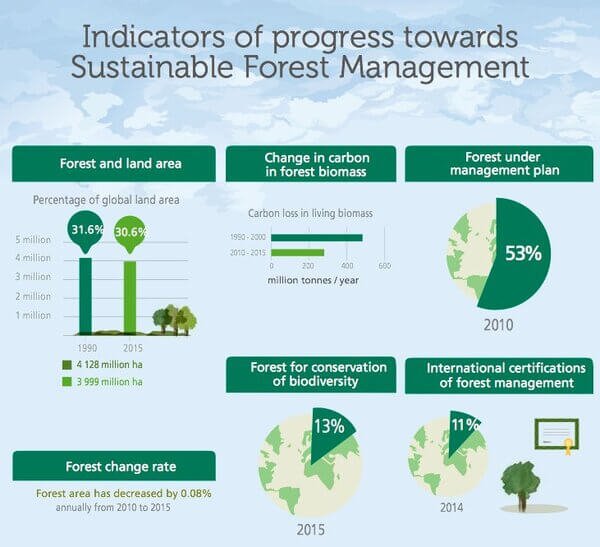 Indicators of progress towards
Sustainable Forest Management
Forest and land area
Percentage of global land area
31.6%
30.6%
5 million
4 million
3 million
2 million
1 million
1990
2015
4 128 million ha
3 999 million ha
Change in carbon
in forest biomass
Carbon loss in living biomass
1990 - 2000
2010 - 2015
0
200
400
600
million tonnes / year
Forest under
management plan
53%
2010
Forest for conservation
of biodiversity
13%
2015
International certifications
of forest management
11%
2014
Forest change rate
Forest area has decreased by 0.08%
annually from 2010 to 2015